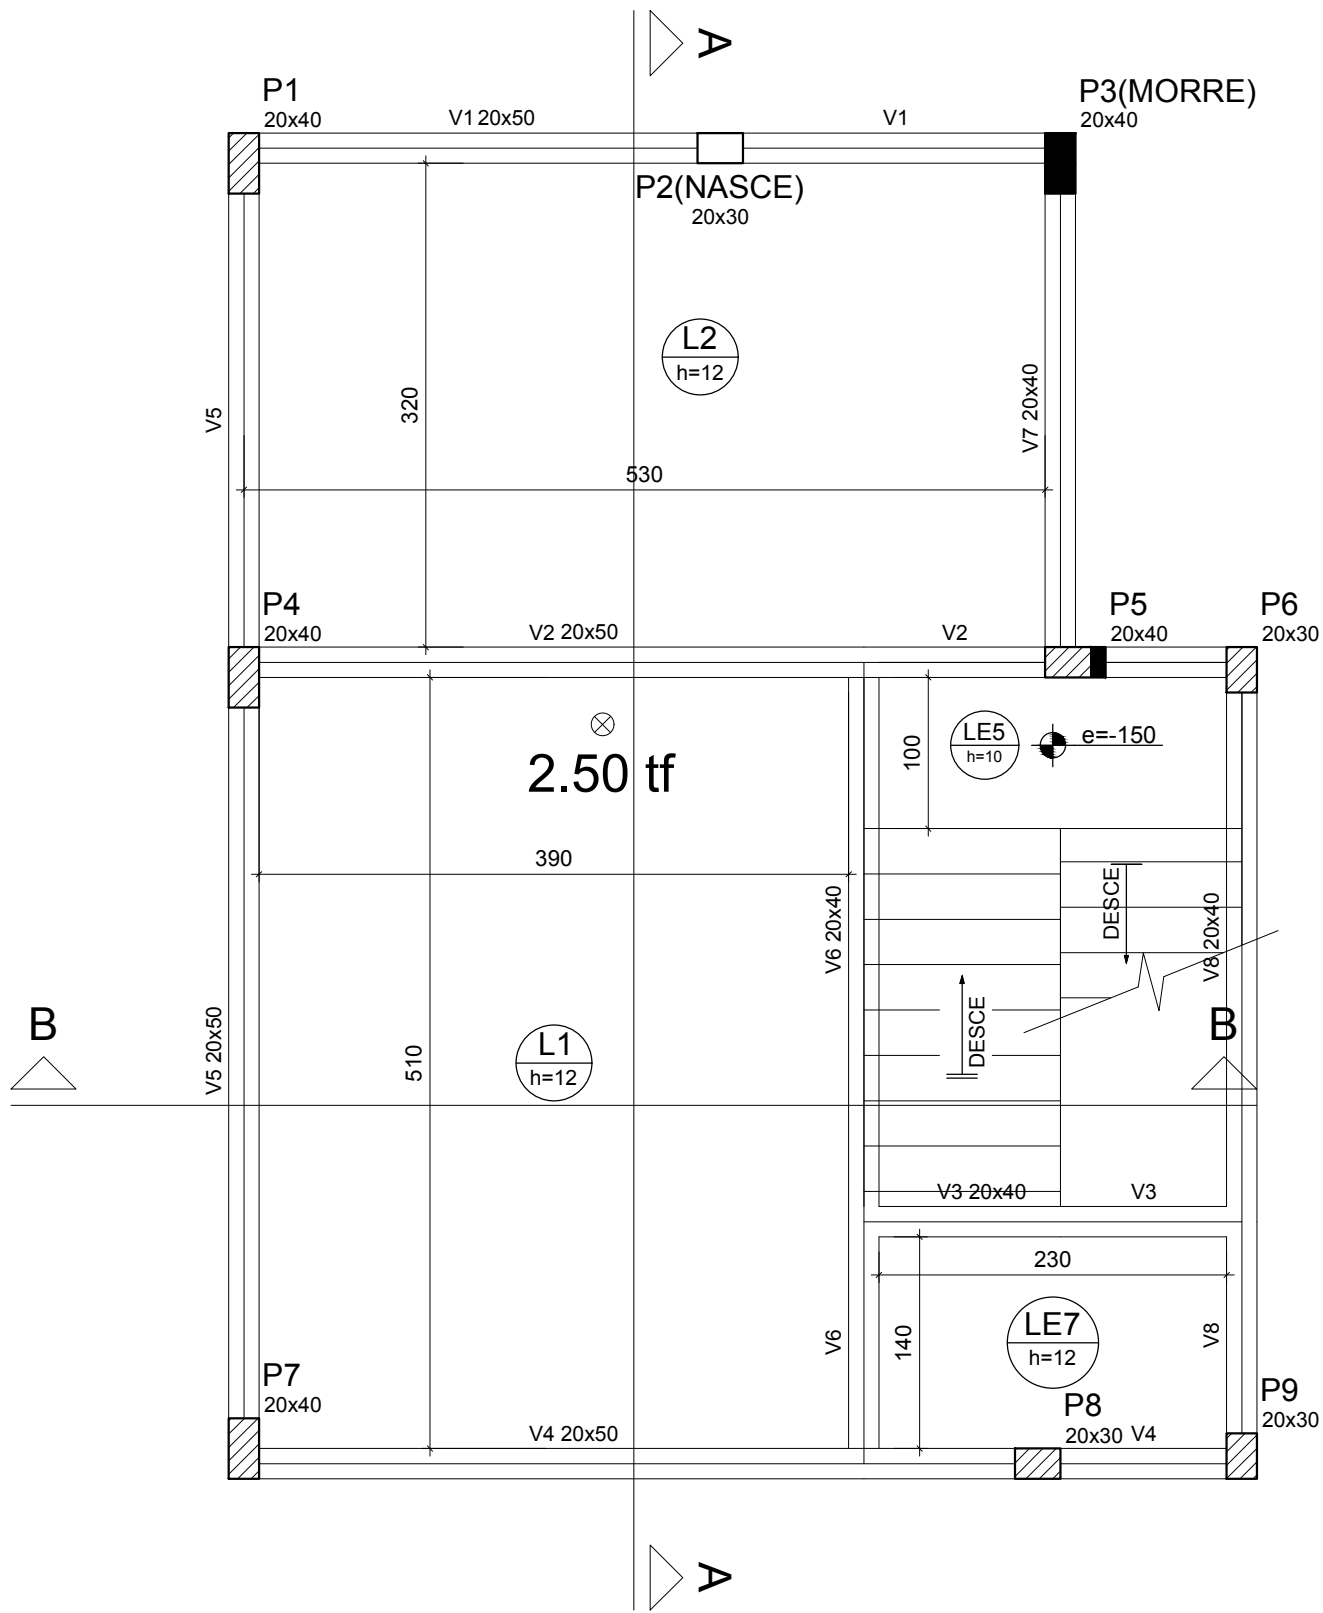 A
P1
20x40
V1 20x50
V1
P3(MORRE)
20x40
P2(NASCE)
20x30
L2
h=12
320
V5
V7 20x40
530
P4
20x40
V2 20x50
V2
P5
20x40
P6
20x30
2.50 tf
LE5
h=10
e=-150
100
390
DESCE
V6 20x40
V8 20x40
B
B
DESCE
V5 20x50
510
L1
h=12
V3 20x40
V3
230
LE7
h=12
140
V6
V8
P7
20x40
P8
20x30
V4
P9
20x30
V4 20x50
A